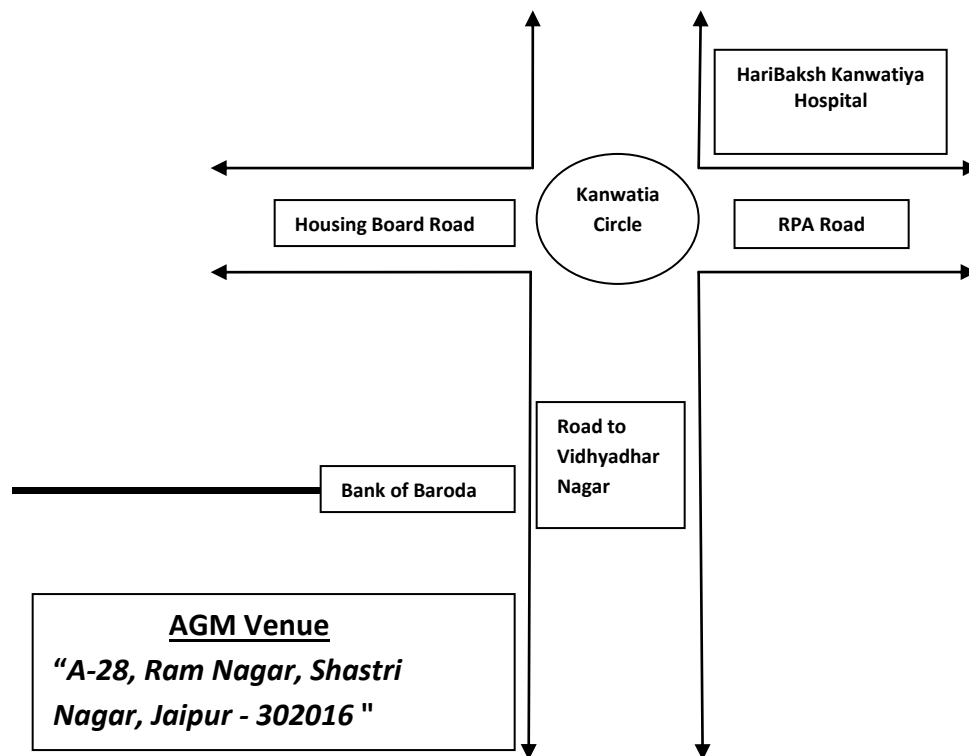 HariBaksh Kanwatiya
Hospital
Kanwatia
Circle
Housing Board Road
RPA Road
Road to
Vidhyadhar
Nagar
Bank of Baroda
AGM Venue
“A-28, Ram Nagar, Shastri
Nagar, Jaipur - 302016 "